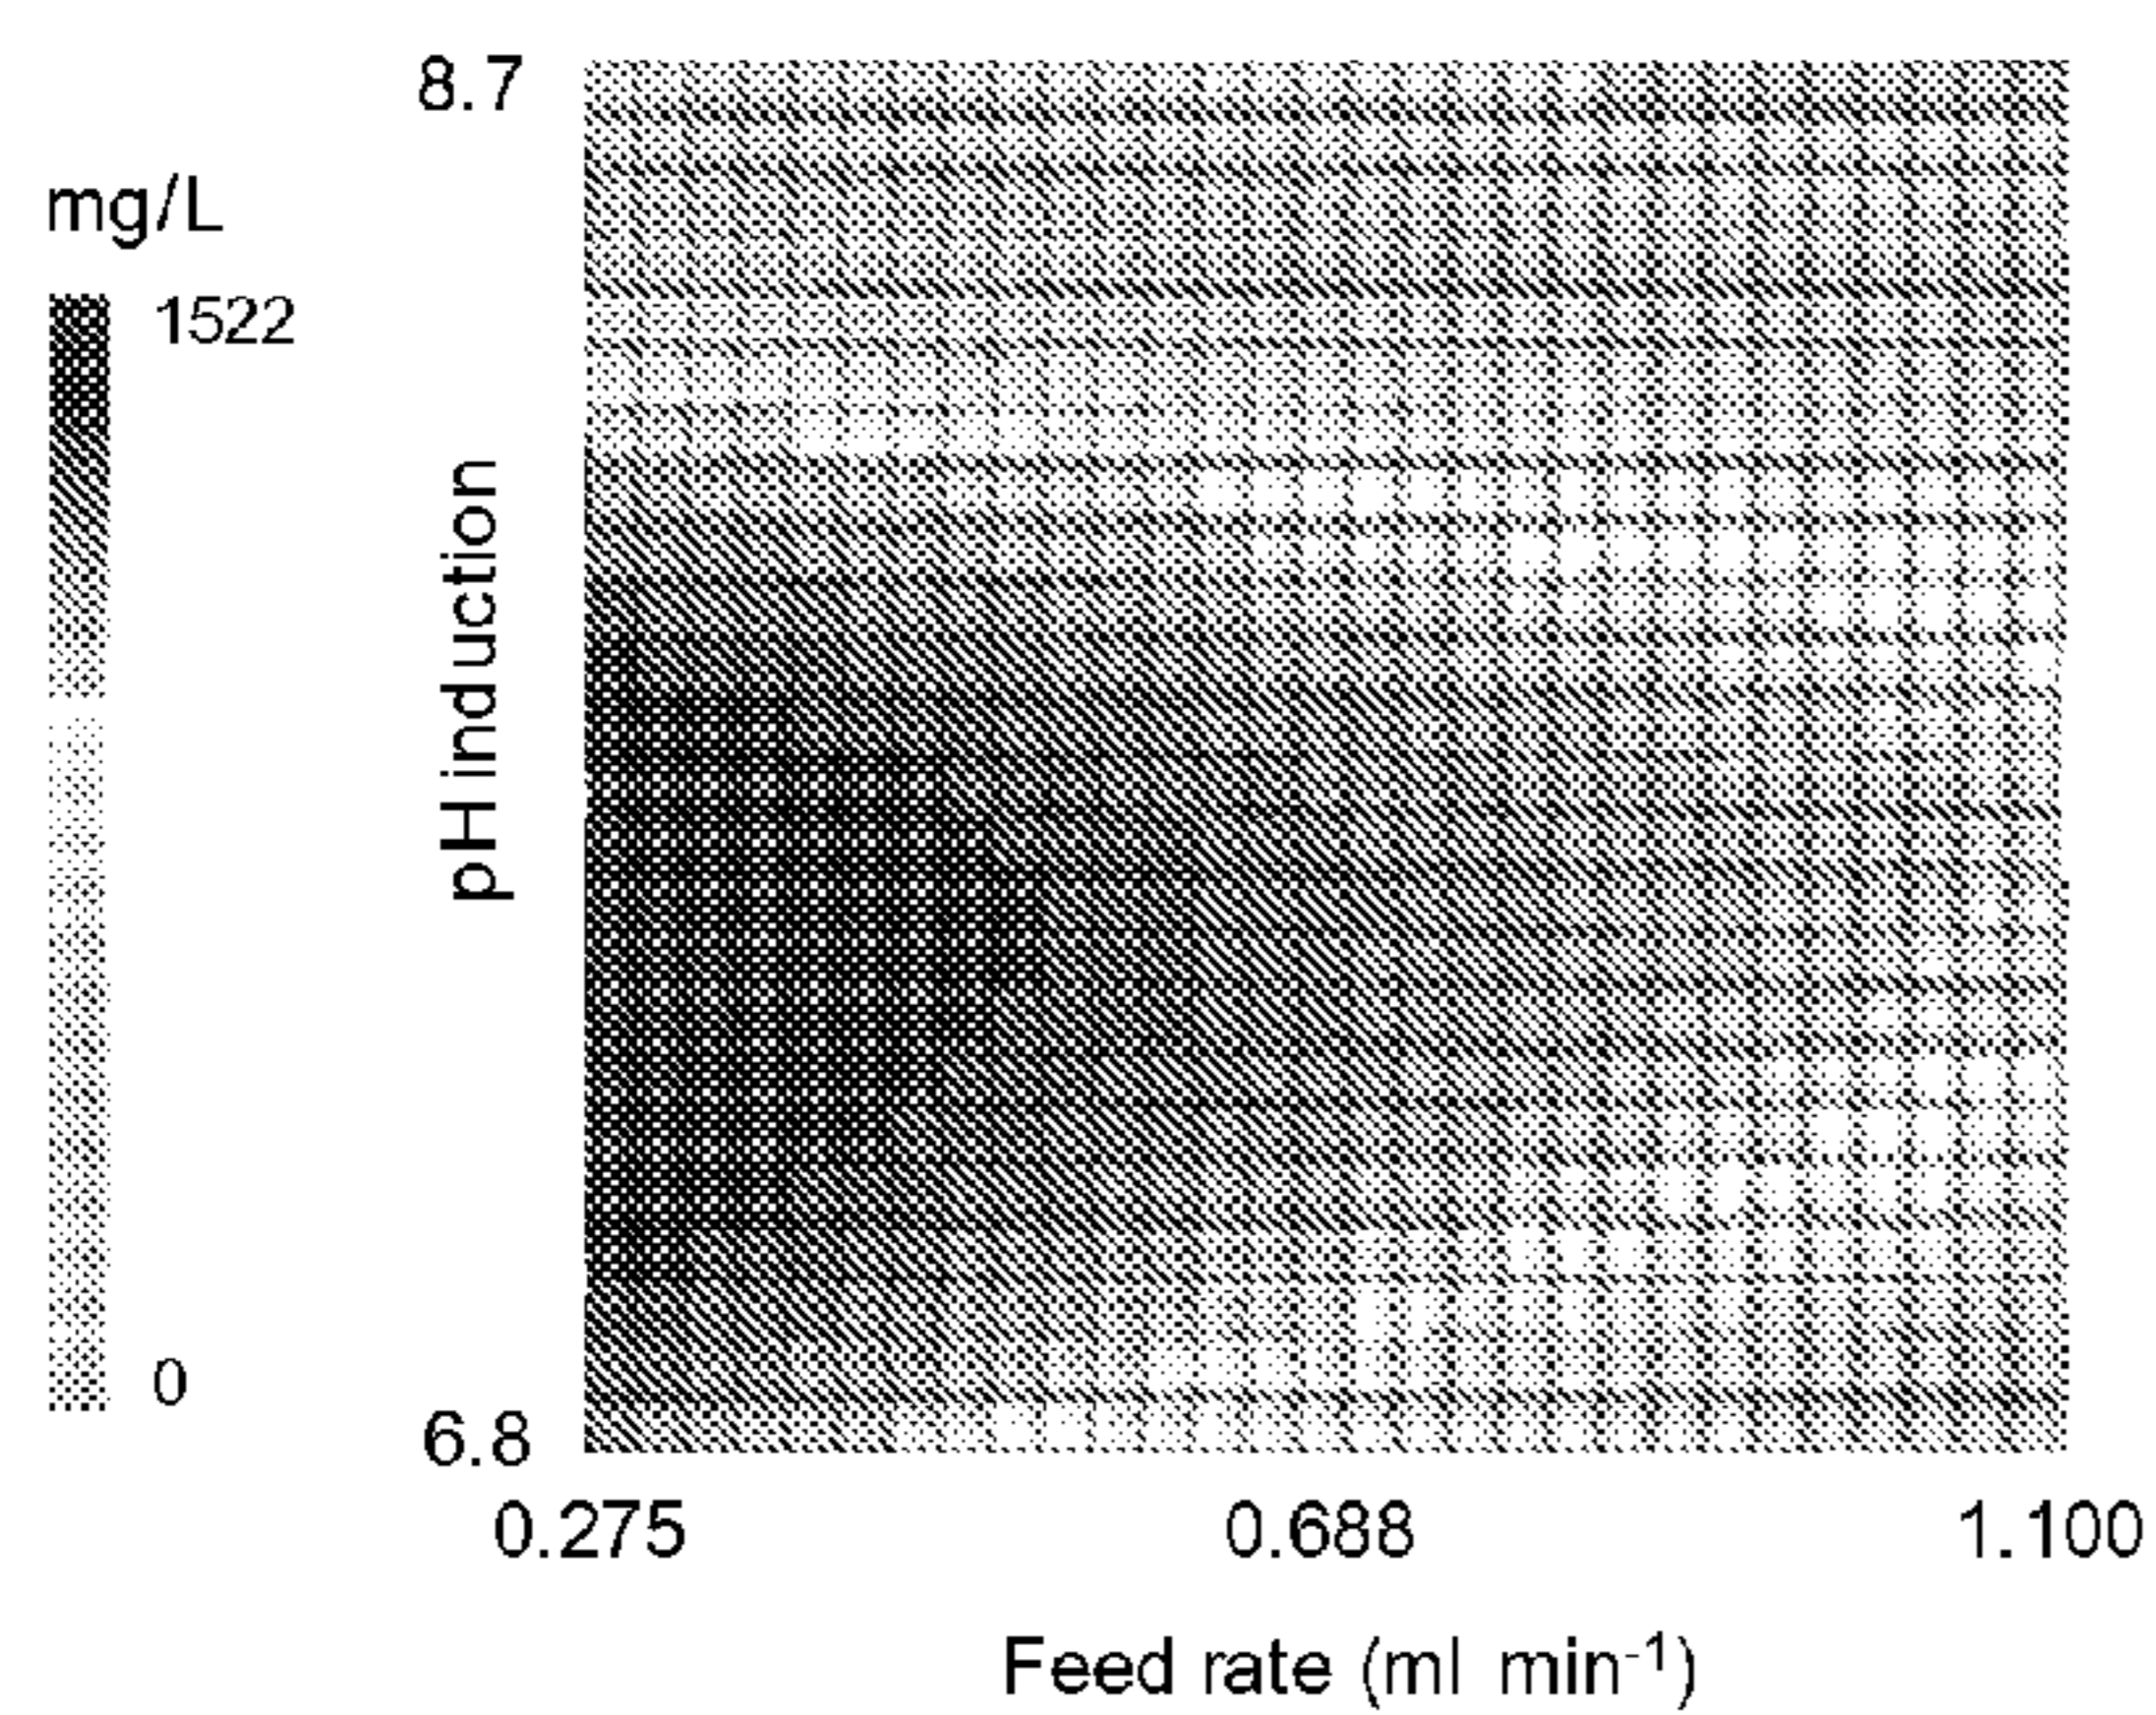 8.7
mg/L
1522
pH induction
0
6.8
0.275 0.688 1.100
Feed rate (ml min-1)